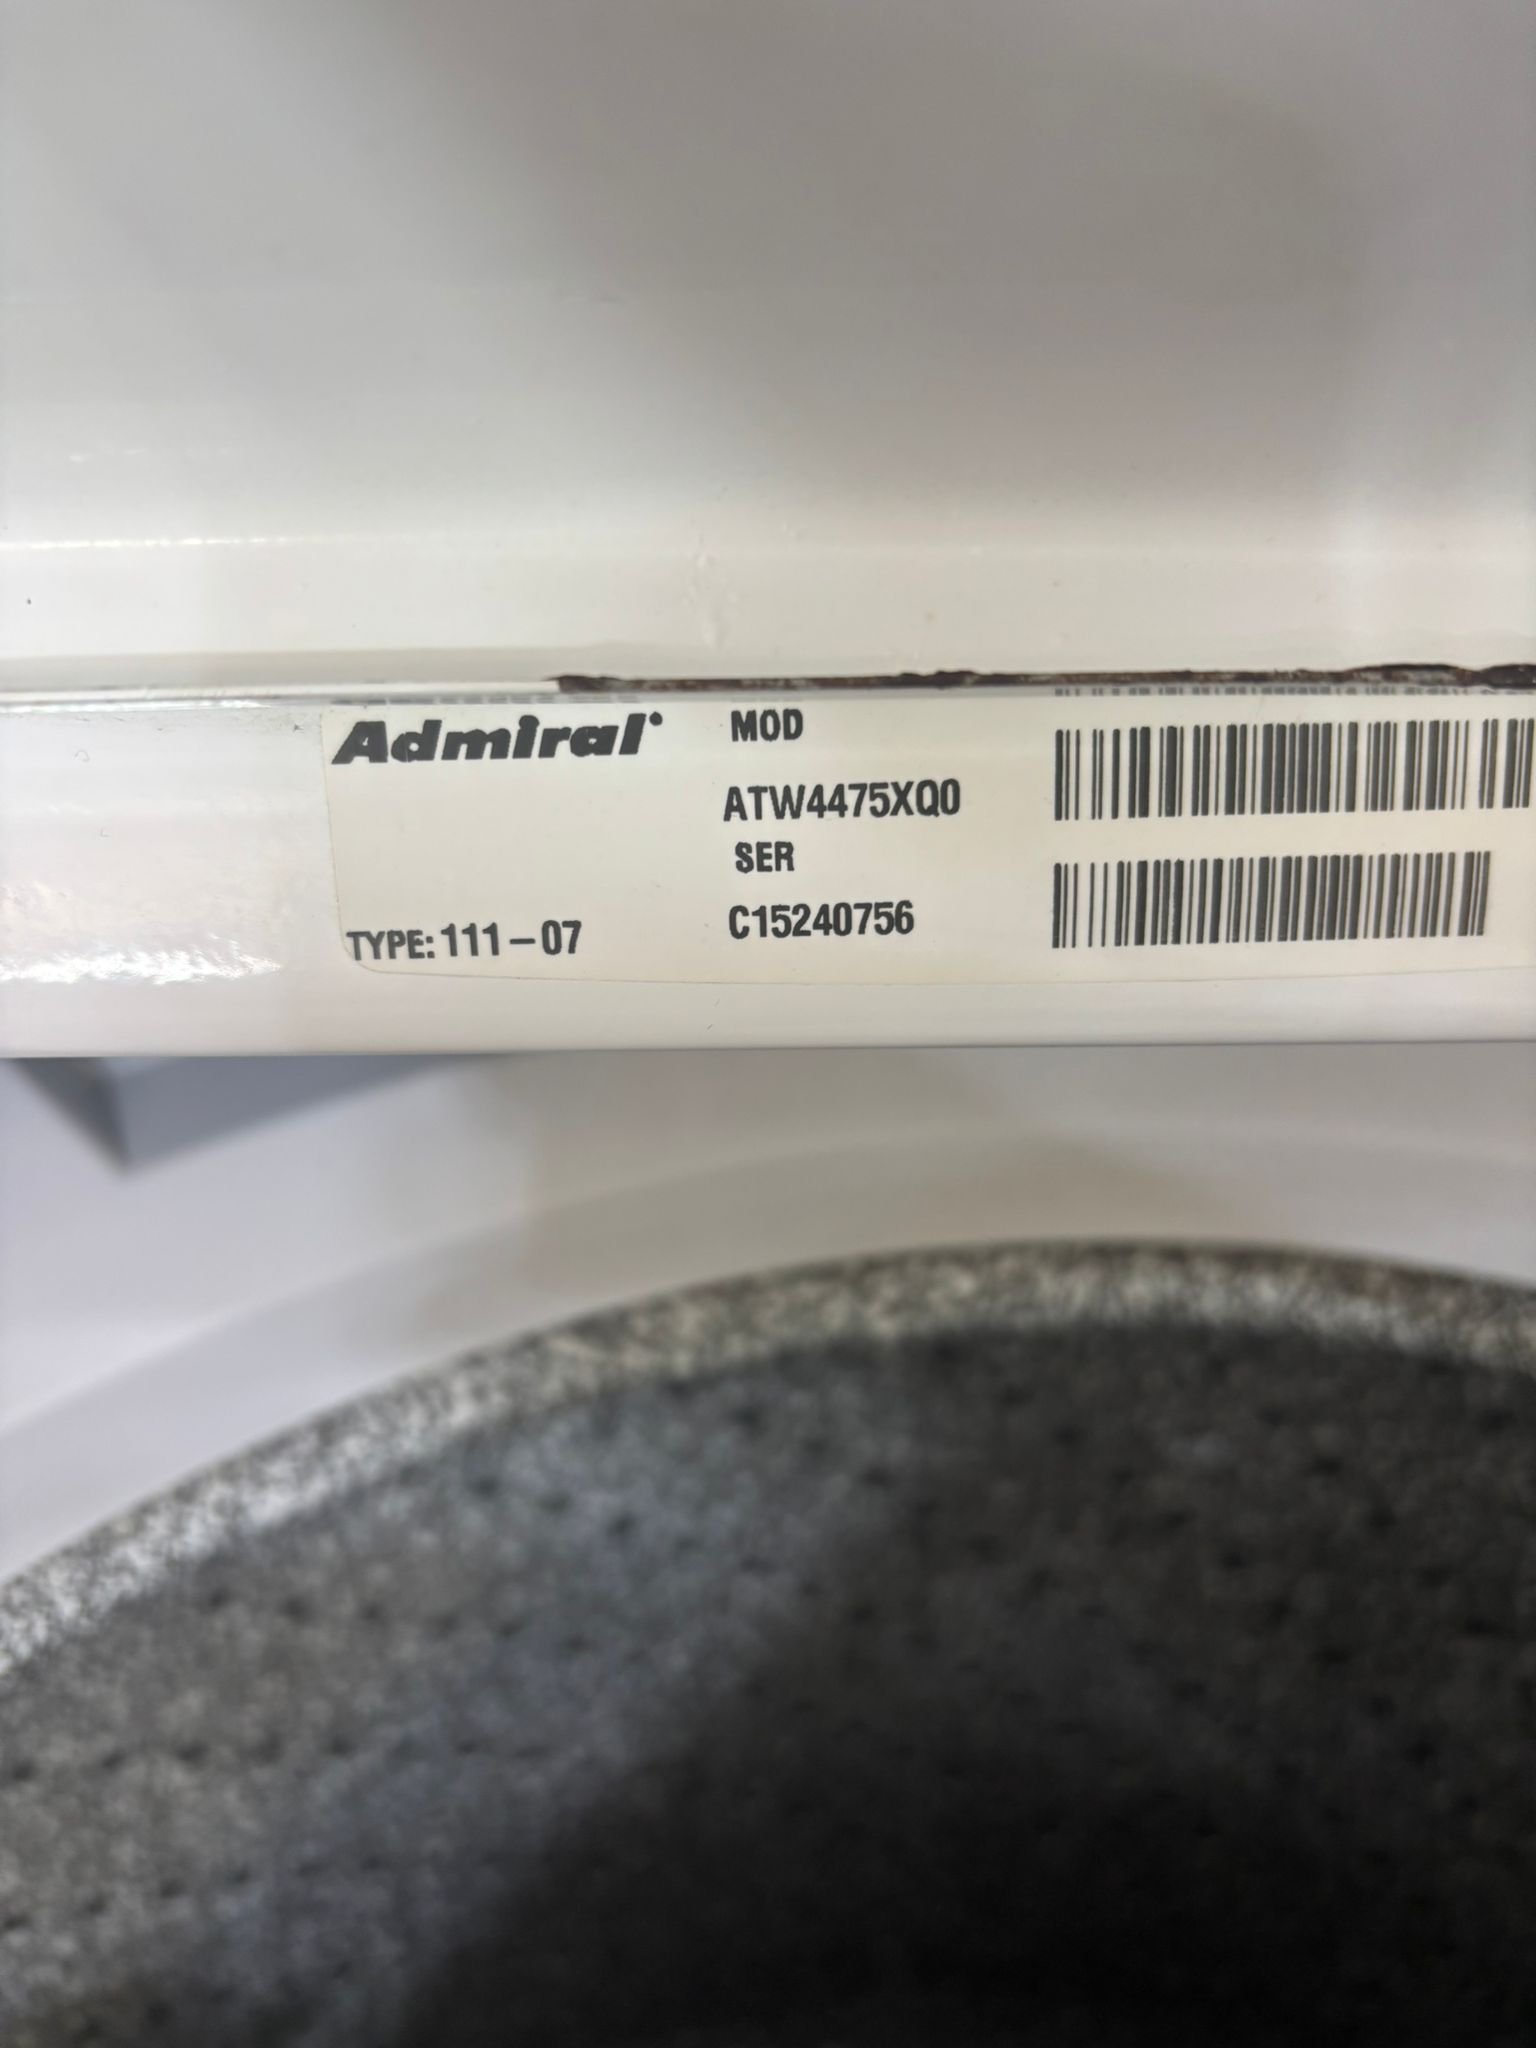 Admiral
MOD
ATW4475XQ0
SER
C15240756
TYPE: 111-07